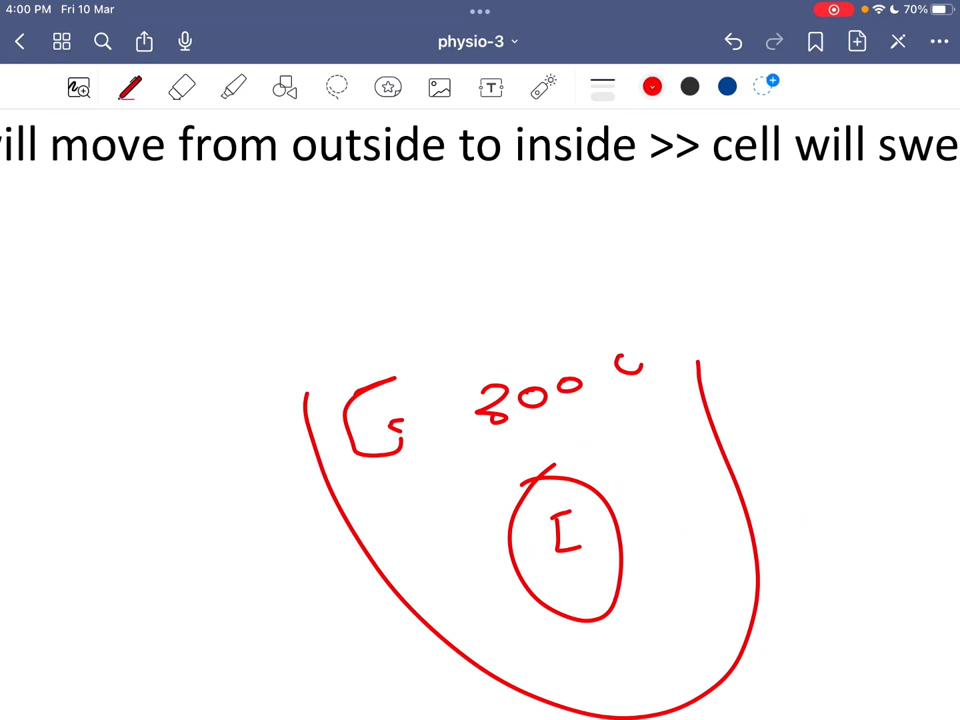 4:00 PM Fri 10 Mar
70%
physio-3
T
ill move from outside to inside >> cell will swe
300